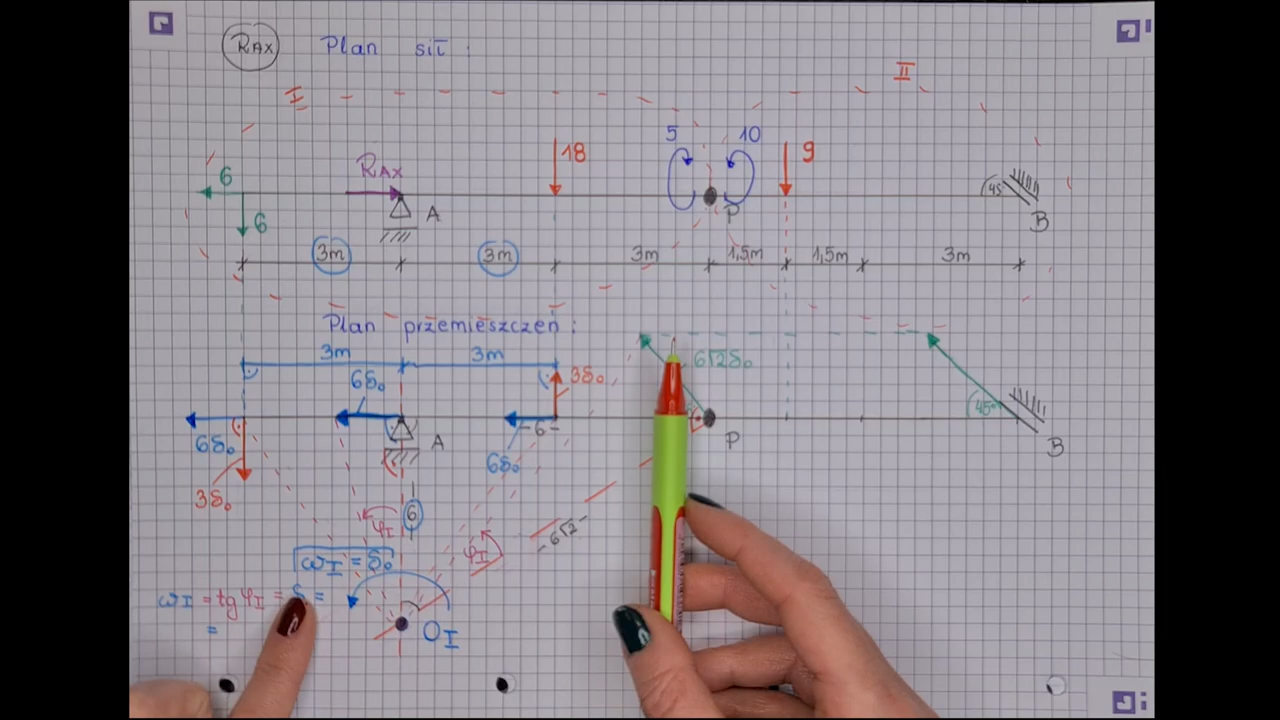 RAX Plan sił:
I II
6 RAX 18 5 10 9
6 A P 45 B
3m 3m 3m 1,5m 1,5m 3m
Plan przemieszczeń:
3m 3m
6δ₀ 3δ₀ 6√2δ₀
6δ₀ A -6- 6δ₀ P 45° B
3δ₀
φI 6 φI -6√2-
ωI = δ₀
ωI = tg φI = =
= OI